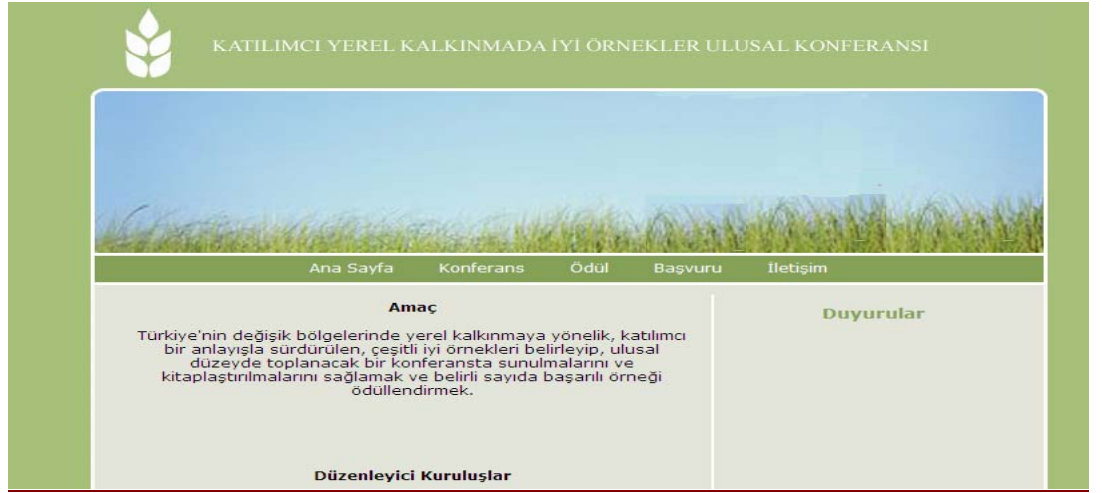 KATILIMCI YEREL KALKINMADA İYİ ÖRNEKLER ULUSAL KONFERANSI
Ana Sayfa Konferans Ödül Başvuru İletişim
Amaç
Türkiye'nin değişik bölgelerinde yerel kalkınmaya yönelik, katılımcı
bir anlayışla sürdürülen, çeşitli iyi örnekleri belirleyip, ulusal
düzeyde toplanacak bir konferansta sunulmalarını ve
kitaplaştırılmalarını sağlamak ve belirli sayıda başarılı örneği
ödüllendirmek.
Düzenleyici Kuruluşlar
Duyurular